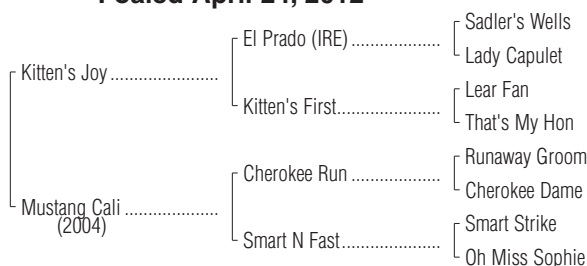 Foaled April 24, 2012
Sadler's Wells
El Prado (IRE) ....................
Lady Capulet
Kitten's Joy ........................
Lear Fan
Kitten's First.......................
That's My Hon
Runaway Groom
Cherokee Run ....................
Cherokee Dame
Mustang Cali .....................
(2004)
Smart Strike
Smart N Fast......................
Oh Miss Sophie